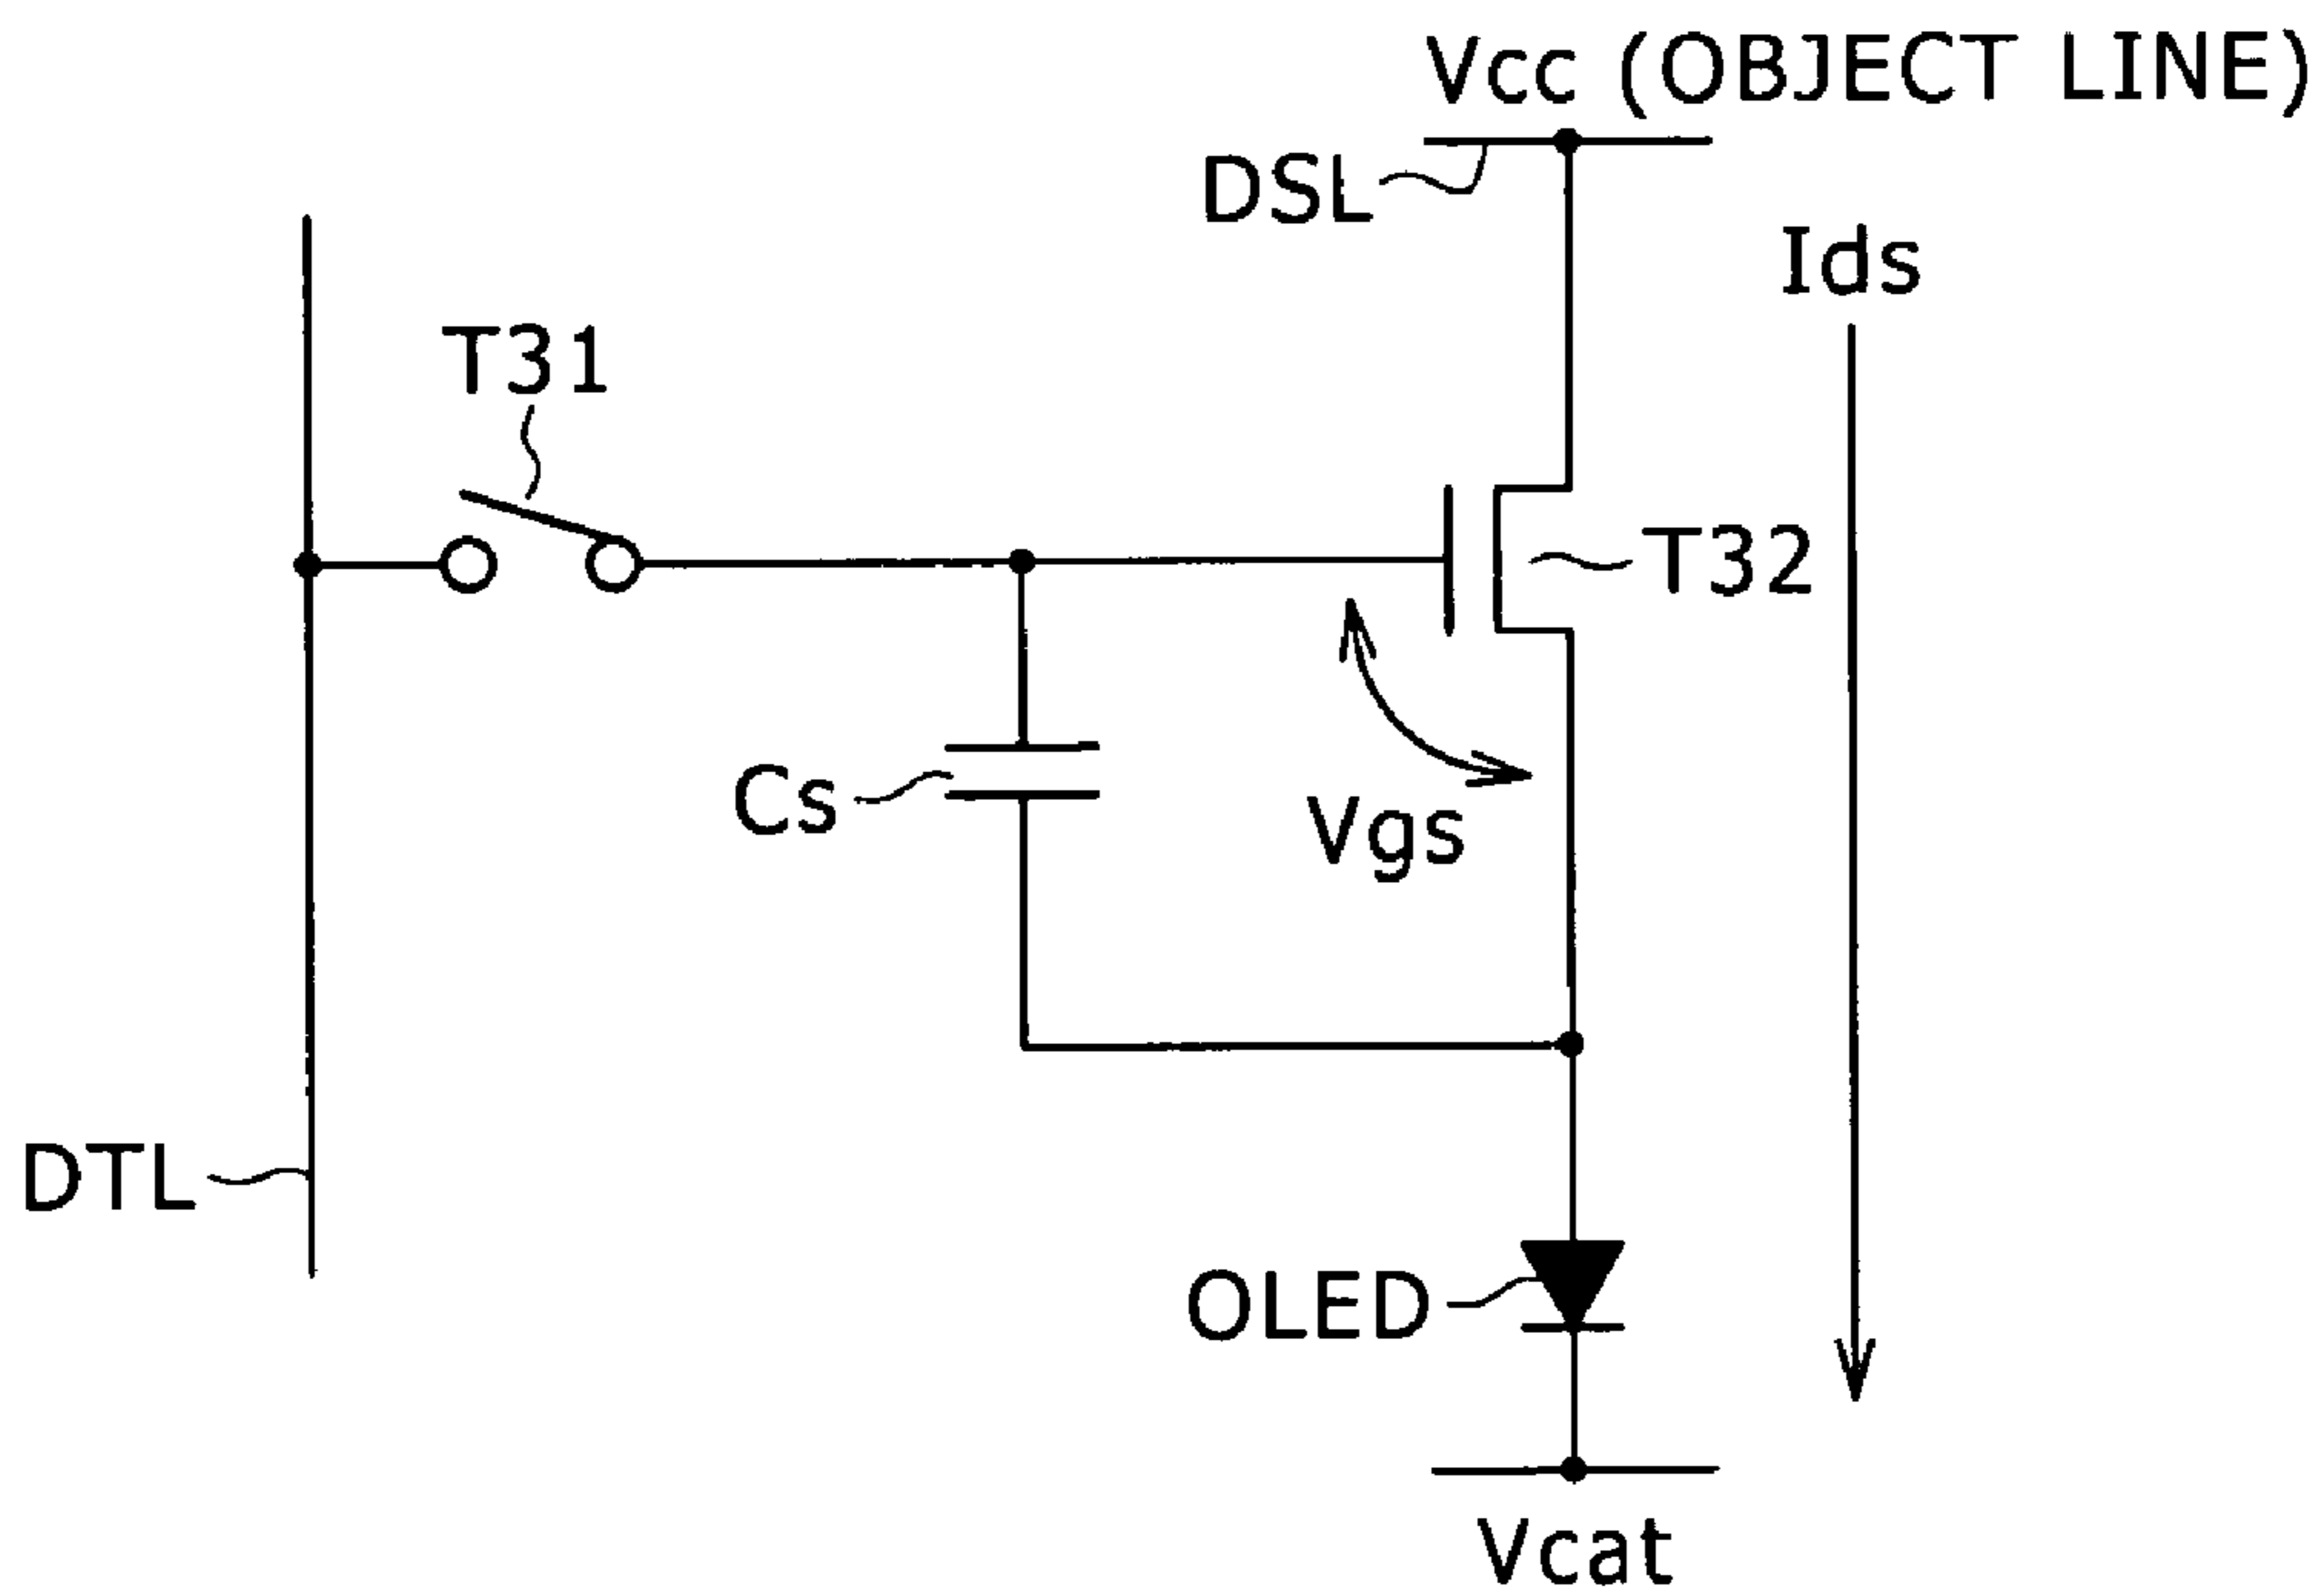 Vcc (OBJECT LINE)
DSL
Ids
T31
T32
Cs
Vgs
DTL
OLED
Vcat